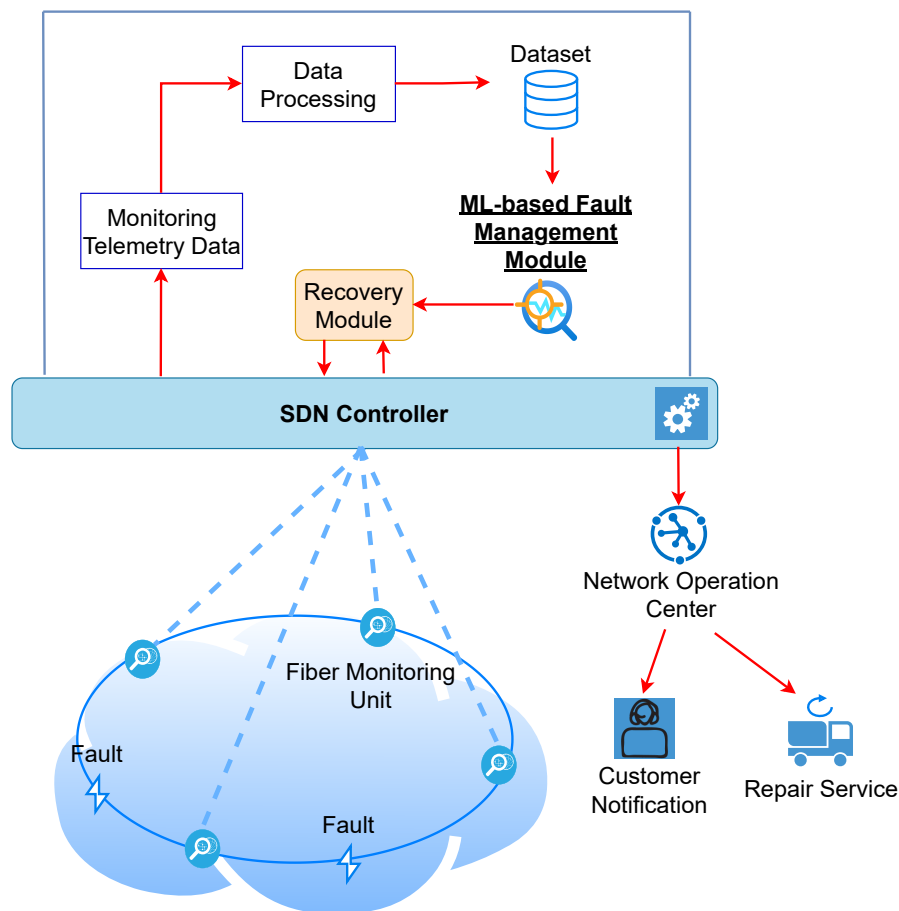 Data
Processing
Dataset
Monitoring
Telemetry Data
ML-based Fault
Management
Module
Recovery
Module
SDN Controller
Network Operation
Center
Fiber Monitoring
Unit
Fault
Fault
Customer
Notification
Repair Service